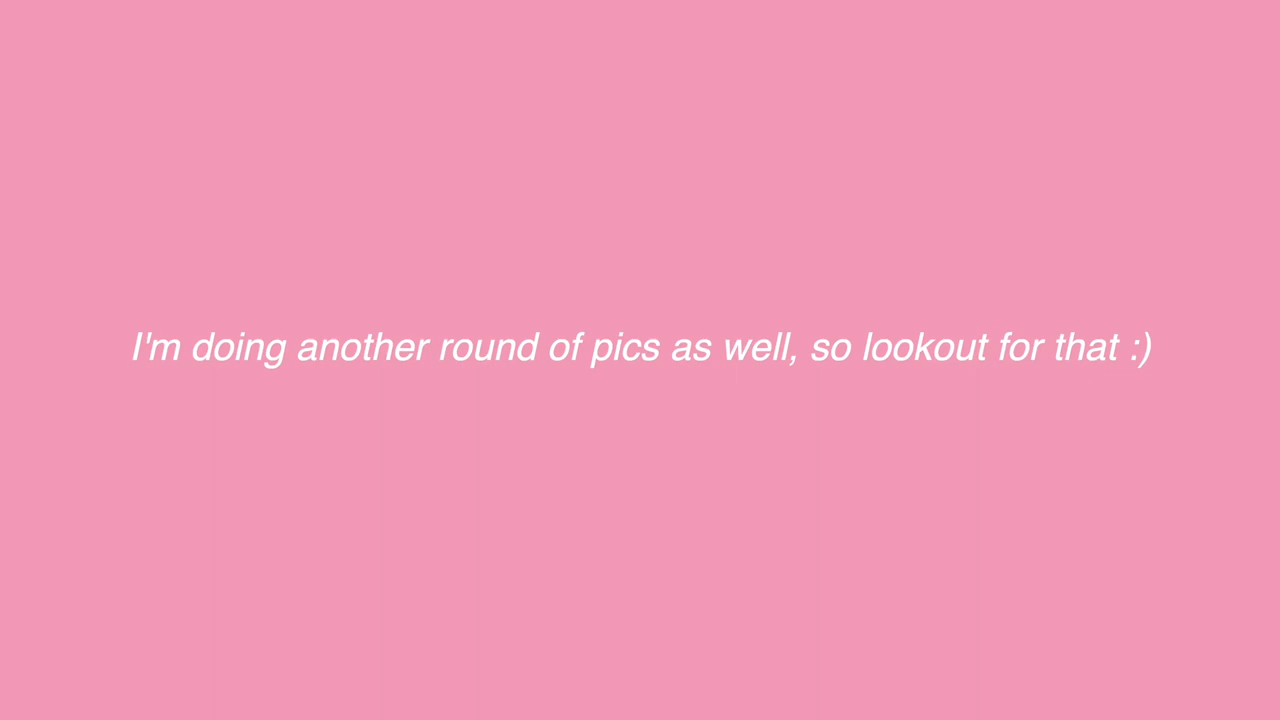 I'm doing another round of pics as well, so lookout for that :)